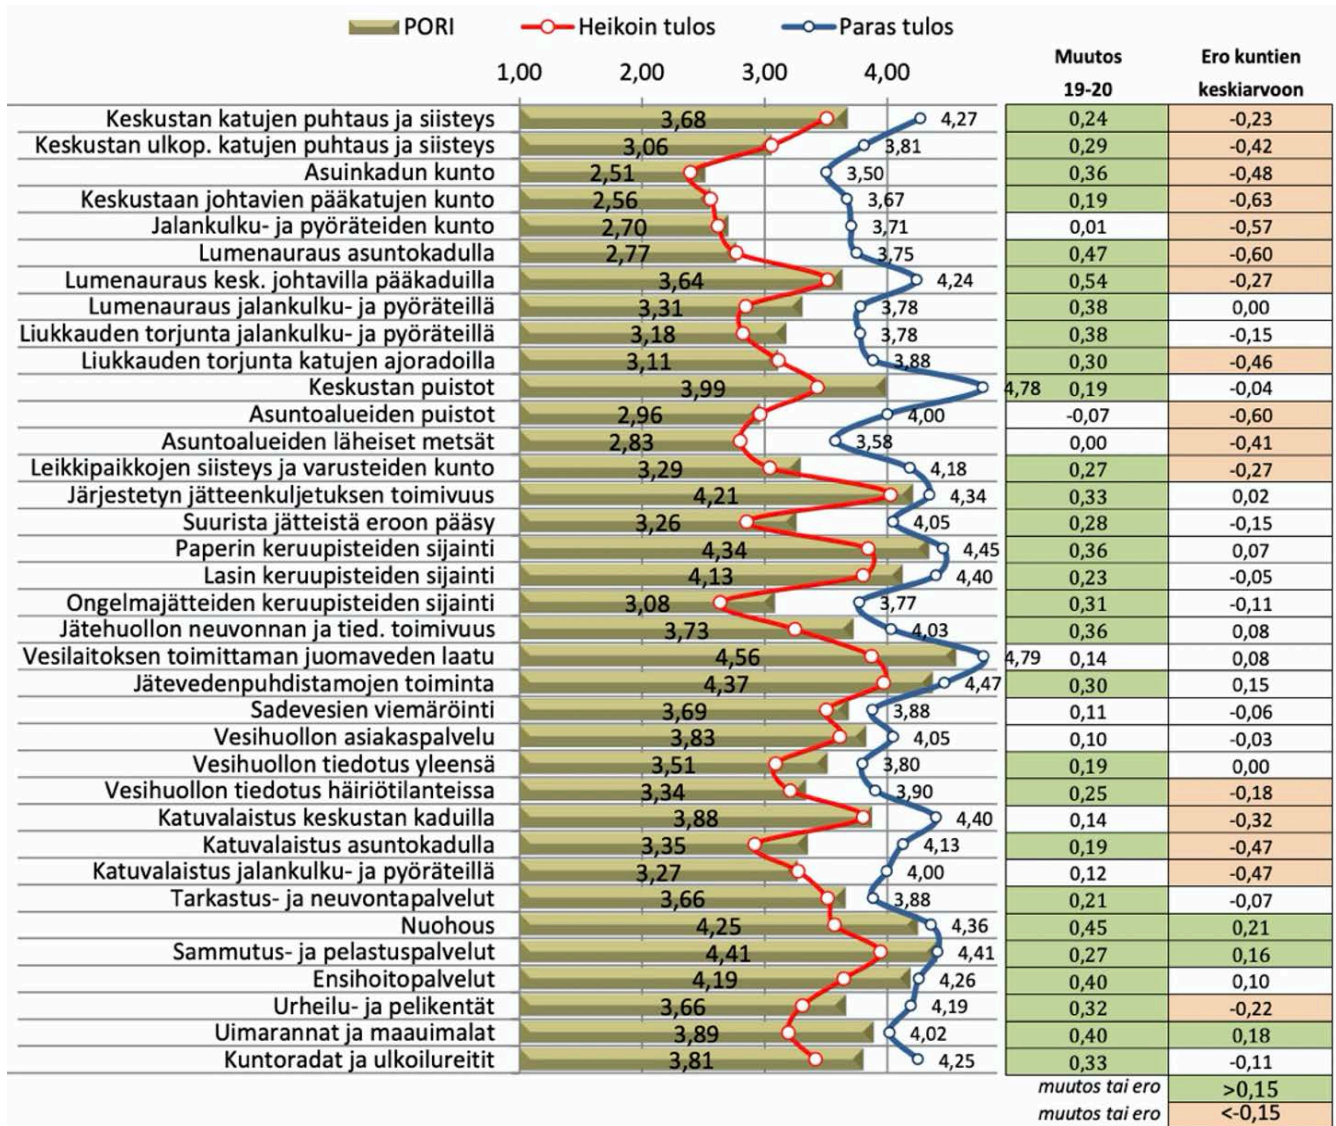 PORI Heikoin tulos Paras tulos
Muutos Ero kuntien
1,00 2,00 3,00 4,00
19-20 keskiarvoon
Keskustan katujen puhtaus ja siisteys 3,68 4,27 0,24 -0,23
Keskustan ulkop. katujen puhtaus ja siisteys 3,06 3,81 0,29 -0,42
Asuinkadun kunto 2,51 3,50 0,36 -0,48
Keskustaan johtavien pääkatujen kunto 2,56 3,67 0,19 -0,63
Jalankulku- ja pyöräteiden kunto 2,70 3,71 0,01 -0,57
Lumenauraus asuntokadulla 2,77 3,75 0,47 -0,60
Lumenauraus kesk. johtavilla pääkaduilla 3,64 4,24 0,54 -0,27
Lumenauraus jalankulku- ja pyöräteillä 3,31 3,78 0,38 0,00
Liukkauden torjunta jalankulku- ja pyöräteillä 3,18 3,78 0,38 -0,15
Liukkauden torjunta katujen ajoradoilla 3,11 3,88 0,30 -0,46
Keskustan puistot 3,99 4,78 0,19 -0,04
Asuntoalueiden puistot 2,96 4,00 -0,07 -0,60
Asuntoalueiden läheiset metsät 2,83 3,58 0,00 -0,41
Leikkipaikkojen siisteys ja varusteiden kunto 3,29 4,18 0,27 -0,27
Järjestetyn jätteenkuljetuksen toimivuus 4,21 4,34 0,33 0,02
Suurista jätteistä eroon pääsy 3,26 4,05 0,28 -0,15
Paperin keruupisteiden sijainti 4,34 4,45 0,36 0,07
Lasin keruupisteiden sijainti 4,13 4,40 0,23 -0,05
Ongelmajätteiden keruupisteiden sijainti 3,08 3,77 0,31 -0,11
Jätehuollon neuvonnan ja tied. toimivuus 3,73 4,03 0,36 0,08
Vesilaitoksen toimittaman juomaveden laatu 4,56 4,79 0,14 0,08
Jätevedenpuhdistamojen toiminta 4,37 4,47 0,30 0,15
Sadevesien viemäröinti 3,69 3,88 0,11 -0,06
Vesihuollon asiakaspalvelu 3,83 4,05 0,10 -0,03
Vesihuollon tiedotus yleensä 3,51 3,80 0,19 0,00
Vesihuollon tiedotus häiriötilanteissa 3,34 3,90 0,25 -0,18
Katuvalaistus keskustan kaduilla 3,88 4,40 0,14 -0,32
Katuvalaistus asuntokadulla 3,35 4,13 0,19 -0,47
Katuvalaistus jalankulku- ja pyöräteillä 3,27 4,00 0,12 -0,47
Tarkastus- ja neuvontapalvelut 3,66 3,88 0,21 -0,07
Nuohous 4,25 4,36 0,45 0,21
Sammutus- ja pelastuspalvelut 4,41 4,41 0,27 0,16
Ensihoitopalvelut 4,19 4,26 0,40 0,10
Urheilu- ja pelikentät 3,66 4,19 0,32 -0,22
Uimarannat ja maauimalat 3,89 4,02 0,40 0,18
Kuntoradat ja ulkoilureitit 3,81 4,25 0,33 -0,11
muutos tai ero >0,15
muutos tai ero <-0,15